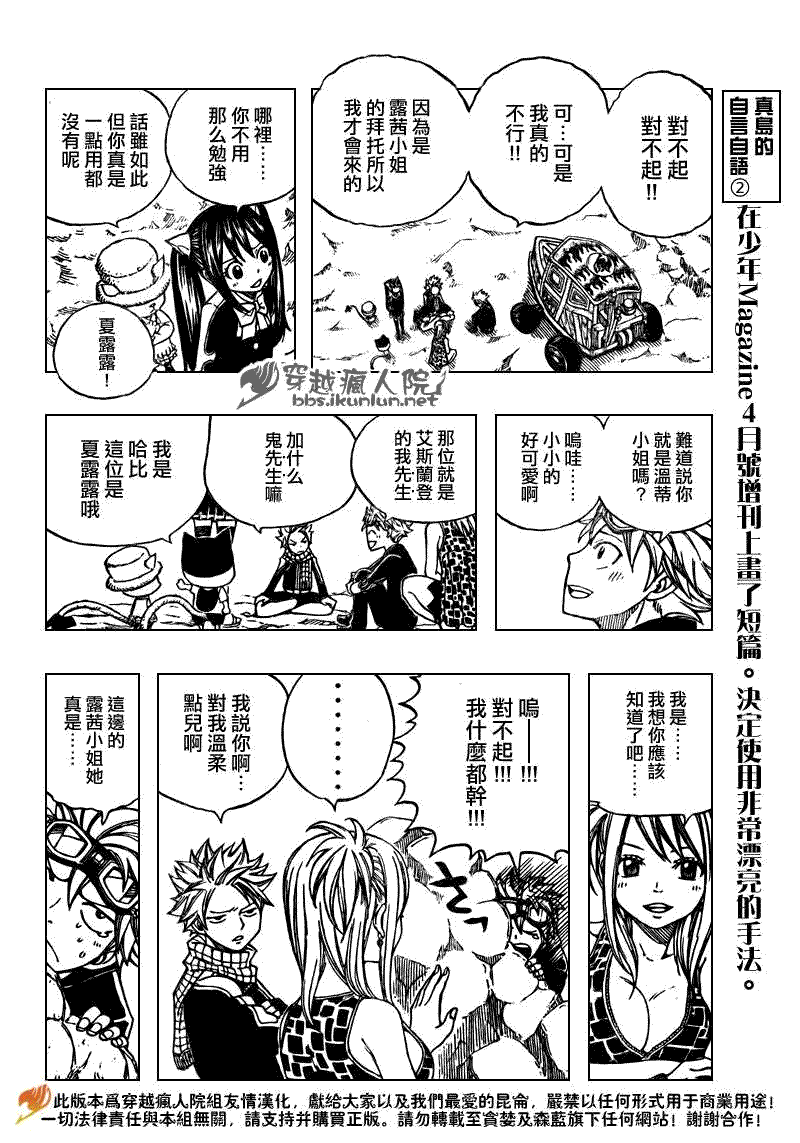 真島的
自言自語②
在少年Magazine 4月號增刊上畫了短篇。決定使用非常漂亮的手法。
對不起
對不起!!
可…可是
我真的
不行!!
因為是
露茜小姐
的拜托所以
我才會來的
哪裡……
你不用
那么勉強
話雖如此
但你真是
一點用都
沒有呢
夏露露！
穿越瘋人院
bbs.ikunlun.net
難道説你
就是溫蒂
小姐嗎？
嗚哇……
小小的
好可愛啊
那位就是
艾斯蘭登
的我先生
加什么
鬼先生嘛
我是
哈比
這位是
夏露露哦
我是……
我想你應該
知道了吧……
嗚——!!!
對不起!!!
我什麼都幹!!!
………
我説你啊…
對我溫柔
點兒啊
這邊的
露茜小姐她
真是……
此版本爲穿越瘋人院組友情漢化，獻給大家以及我們最愛的昆侖，嚴禁以任何形式用于商業用途！
一切法律責任與本組無關，請支持并購買正版。請勿轉載至貪婪及森藍旗下任何網站！謝謝合作！